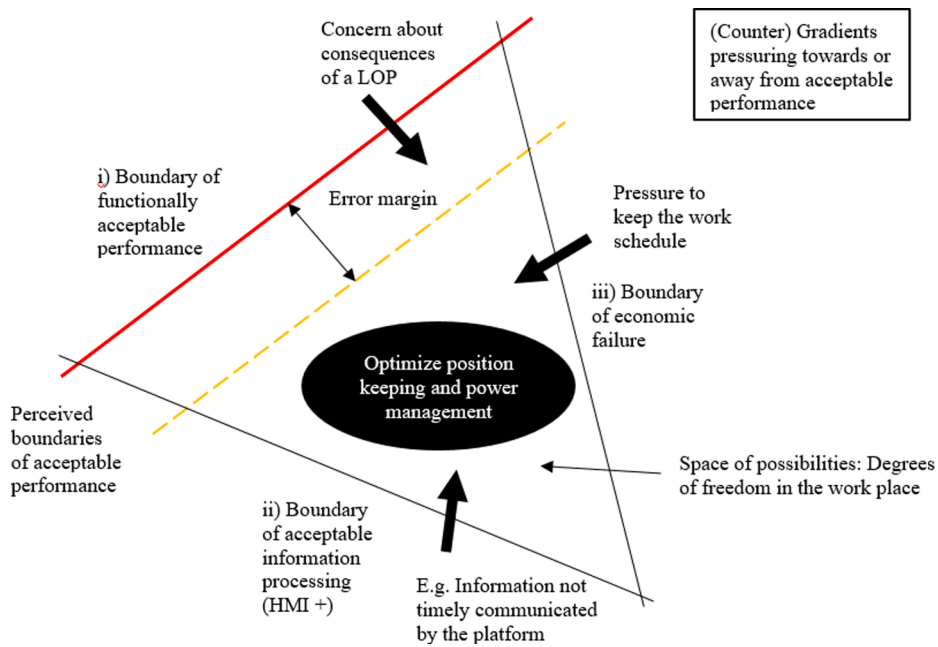 Concern about
consequences
of a LOP
(Counter) Gradients
pressuring towards or
away from acceptable
performance
i) Boundary of
functionally
acceptable
performance
Error margin
Pressure to
keep the work
schedule
iii) Boundary
of economic
failure
Optimize position
keeping and power
management
Perceived
boundaries
of acceptable
performance
Space of possibilities: Degrees
of freedom in the work place
ii) Boundary
of acceptable
information
processing
(HMI +)
E.g. Information not
timely communicated
by the platform